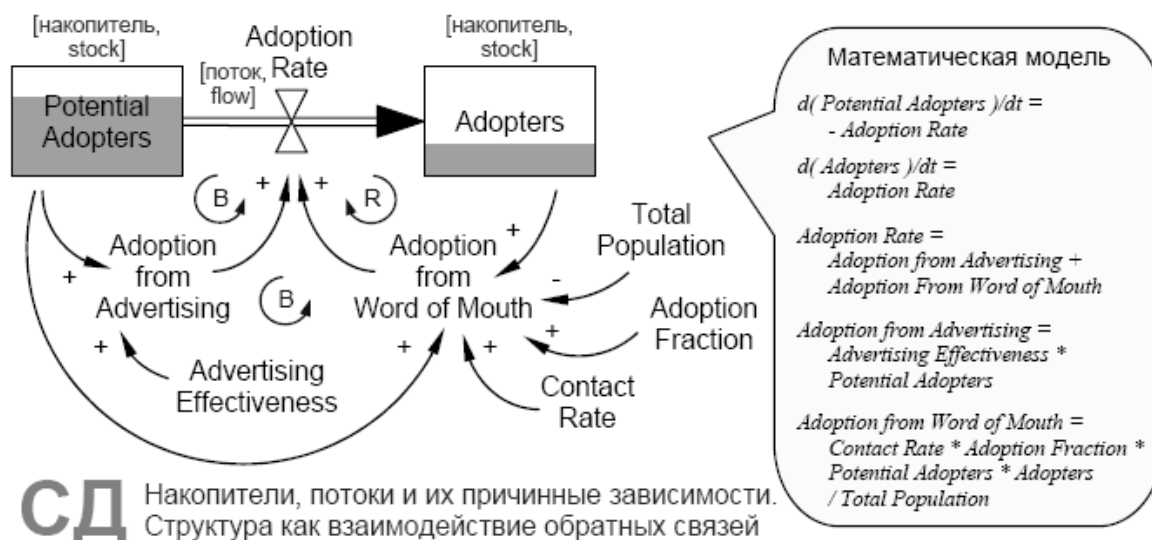 [накопитель,
stock]
Adoption
Rate
[поток,
flow]
[накопитель,
stock]
Potential
Adopters
Adopters
B
+
+
R
Adoption
from
Advertising
+
B
Adoption
from
Word of Mouth
+
Total
Population
-
Adoption
Fraction
+
+
+
+
Advertising
Effectiveness
Contact
Rate
Математическая модель
d( Potential Adopters )/dt =
- Adoption Rate
d( Adopters )/dt =
Adoption Rate
Adoption Rate =
Adoption from Advertising +
Adoption From Word of Mouth
Adoption from Advertising =
Advertising Effectiveness *
Potential Adopters
Adoption from Word of Mouth =
Contact Rate * Adoption Fraction *
Potential Adopters * Adopters
/ Total Population
СД
Накопители, потоки и их причинные зависимости.
Структура как взаимодействие обратных связей